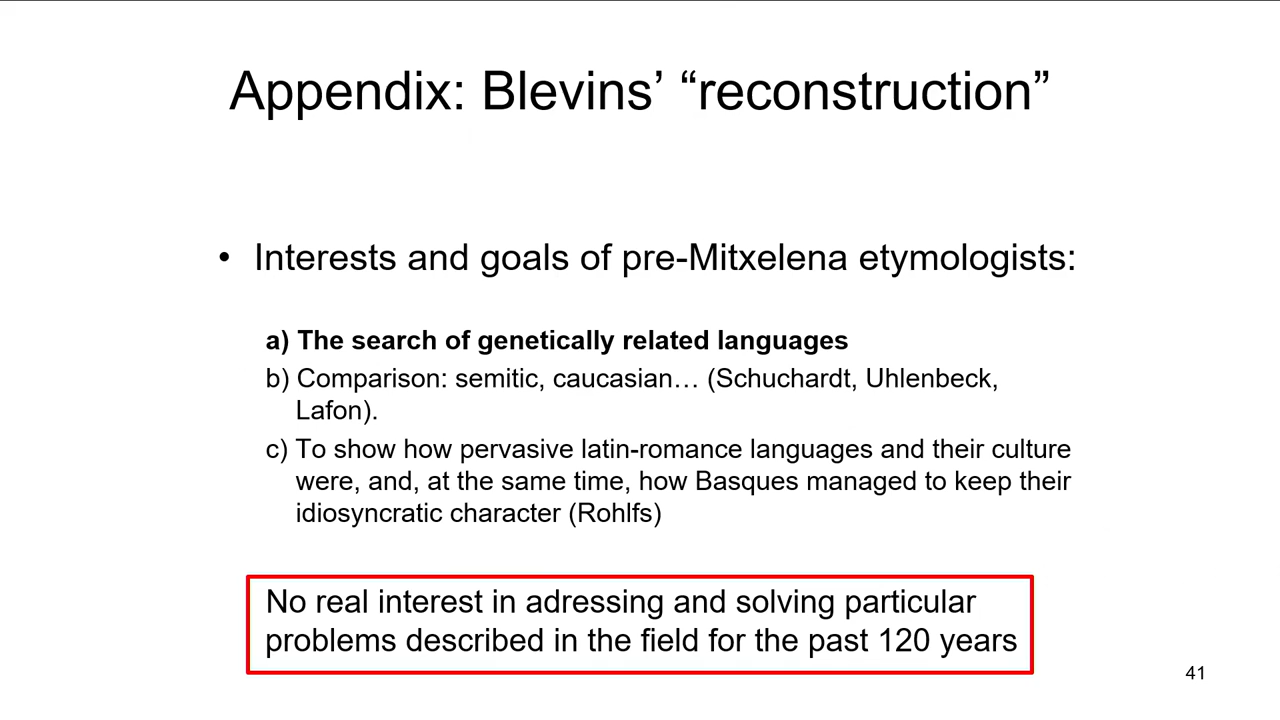 Appendix: Blevins’ “reconstruction”
• Interests and goals of pre-Mitxelena etymologists:
a) The search of genetically related languages
b) Comparison: semitic, caucasian… (Schuchardt, Uhlenbeck,
Lafon).
c) To show how pervasive latin-romance languages and their culture
were, and, at the same time, how Basques managed to keep their
idiosyncratic character (Rohlfs)
No real interest in adressing and solving particular
problems described in the field for the past 120 years
41